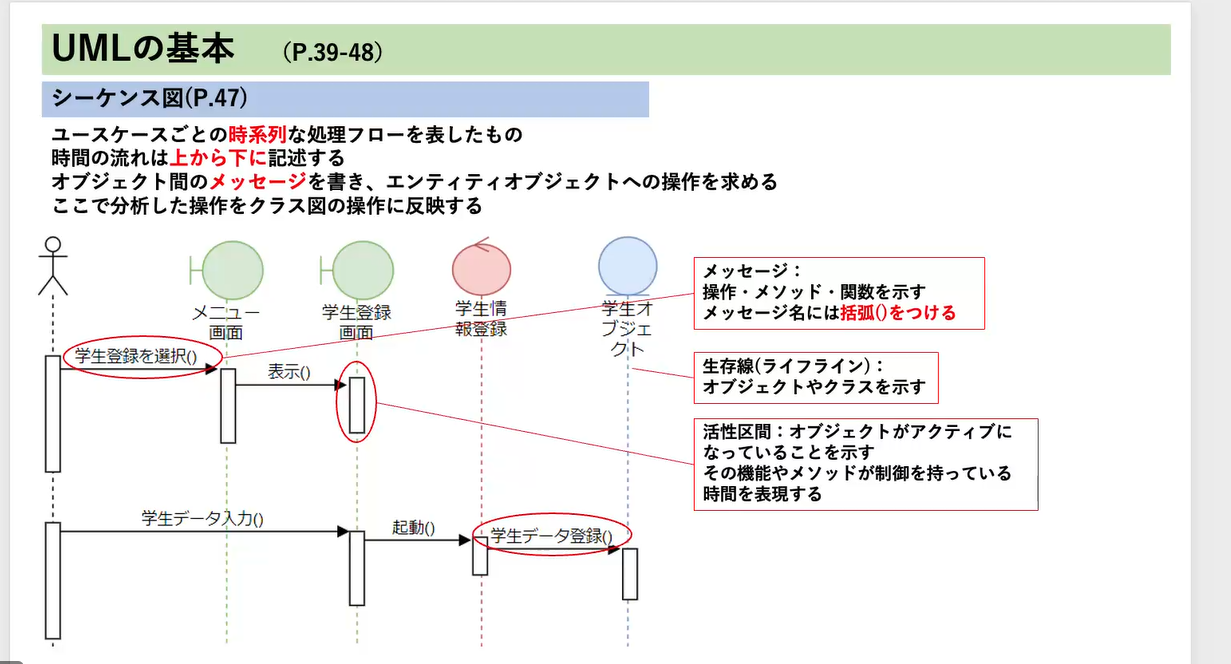 UMLの基本 （P.39-48）
シーケンス図(P.47)
ユースケースごとの時系列な処理フローを表したもの
時間の流れは上から下に記述する
オブジェクト間のメッセージを書き、エンティティオブジェクトへの操作を求める
ここで分析した操作をクラス図の操作に反映する
メニュー
画面
学生登録
画面
学生情
報登録
学生オ
ブジェ
クト
メッセージ：
操作・メソッド・関数を示す
メッセージ名には括弧()をつける
学生登録を選択()
表示()
生存線(ライフライン)：
オブジェクトやクラスを示す
活性区間：オブジェクトがアクティブに
なっていることを示す
その機能やメソッドが制御を持っている
時間を表現する
学生データ入力()
起動()
学生データ登録()